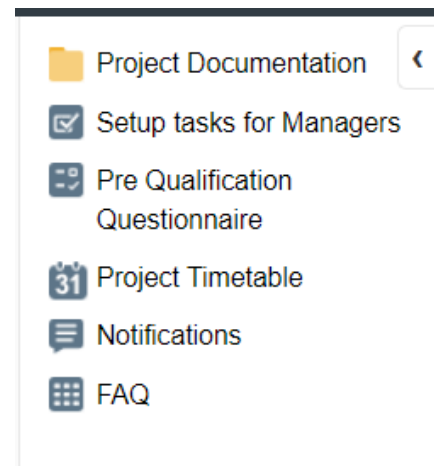 Project Documentation
Setup tasks for Managers
Pre Qualification
Questionnaire
31 Project Timetable
Notifications
FAQ